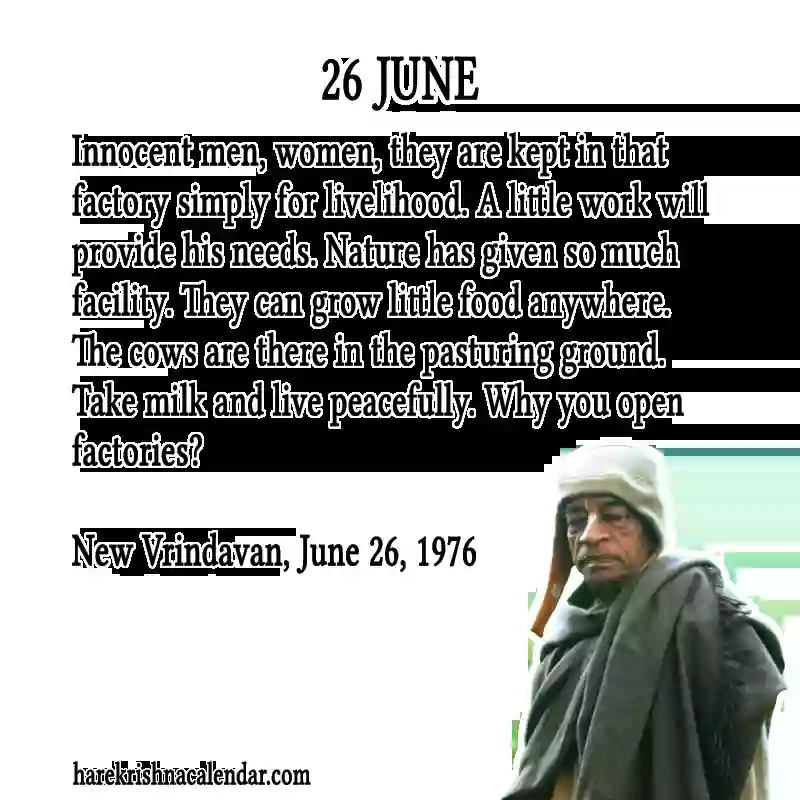 26 JUNE
Innocent men, women, they are kept in that
factory simply for livelihood. A little work will
provide his needs. Nature has given so much
facility. They can grow little food anywhere.
The cows are there in the pasturing ground.
Take milk and live peacefully. Why you open
factories?
New Vrindavan, June 26, 1976
harekrishnacalendar.com